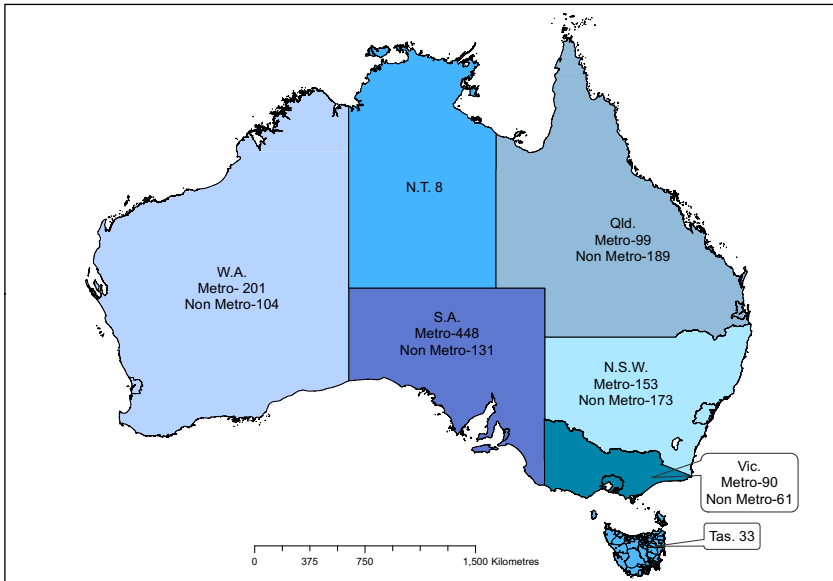 N.T. 8
Qld.
Metro-99
Non Metro-189
W.A.
Metro- 201
Non Metro-104
S.A.
Metro-448
Non Metro-131
N.S.W.
Metro-153
Non Metro-173
Vic.
Metro-90
Non Metro-61
Tas. 33
0 375 750 1,500 Kilometres